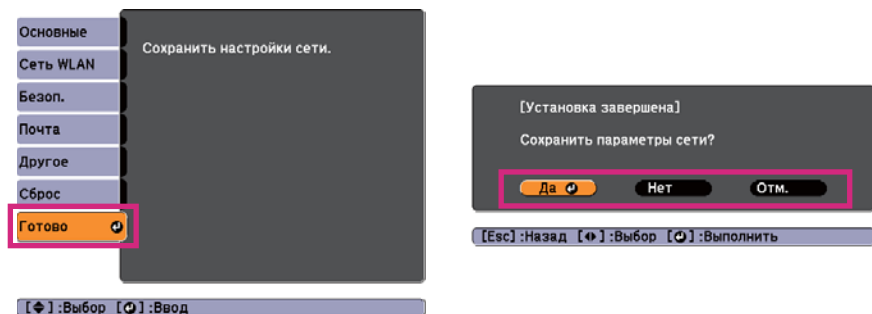 Основные
Сеть WLAN
Безоп.
Почта
Другое
Сброс
Готово
Сохранить настройки сети.
[◆]:Выбор [↵]:Ввод
[Установка завершена]
Сохранить параметры сети?
Да Нет Отм.
[Esc]:Назад [◂▸]:Выбор [↵]:Выполнить